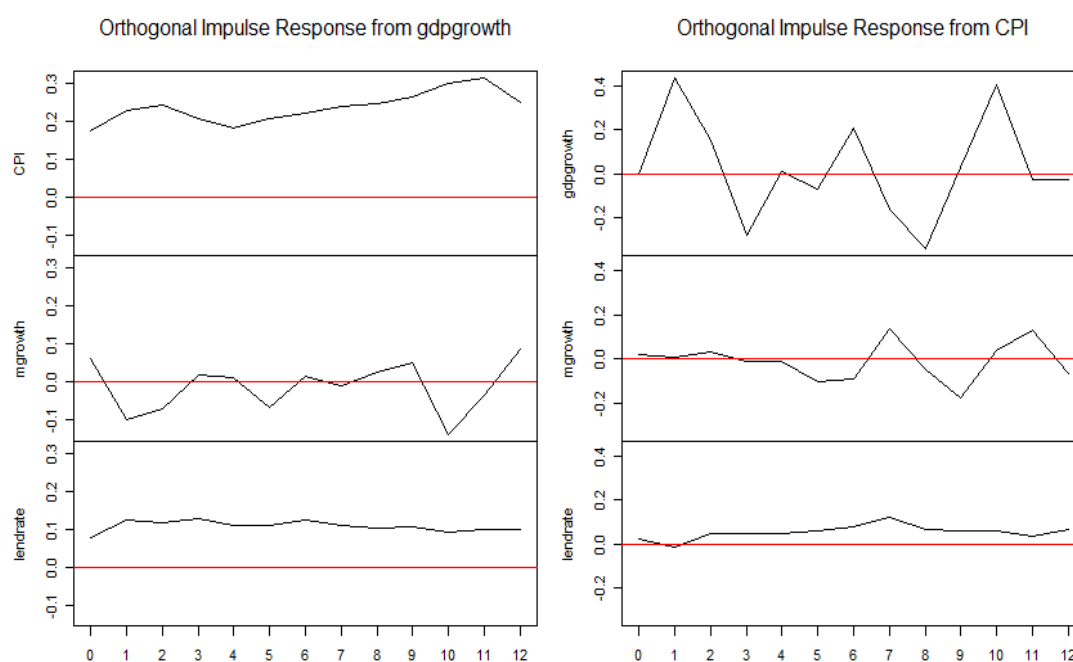 Orthogonal Impulse Response from gdpgrowth
CPI
-0.1 0.0 0.1 0.2 0.3
mgrowth
-0.1 0.0 0.1 0.2 0.3
lendrate
-0.1 0.0 0.1 0.2 0.3
0 1 2 3 4 5 6 7 8 9 10 11 12
Orthogonal Impulse Response from CPI
gdpgrowth
-0.2 0.0 0.2 0.4
mgrowth
-0.2 0.0 0.2 0.4
lendrate
-0.2 0.0 0.2 0.4
0 1 2 3 4 5 6 7 8 9 10 11 12